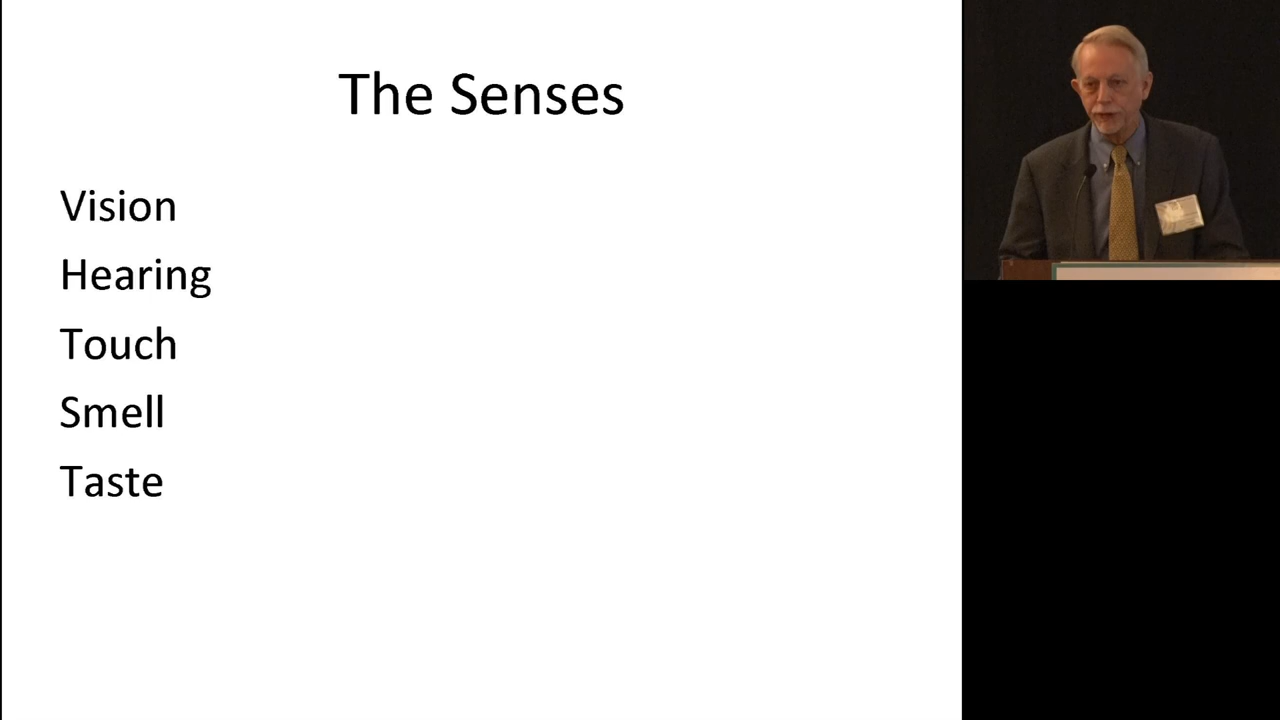 The Senses
Vision
Hearing
Touch
Smell
Taste